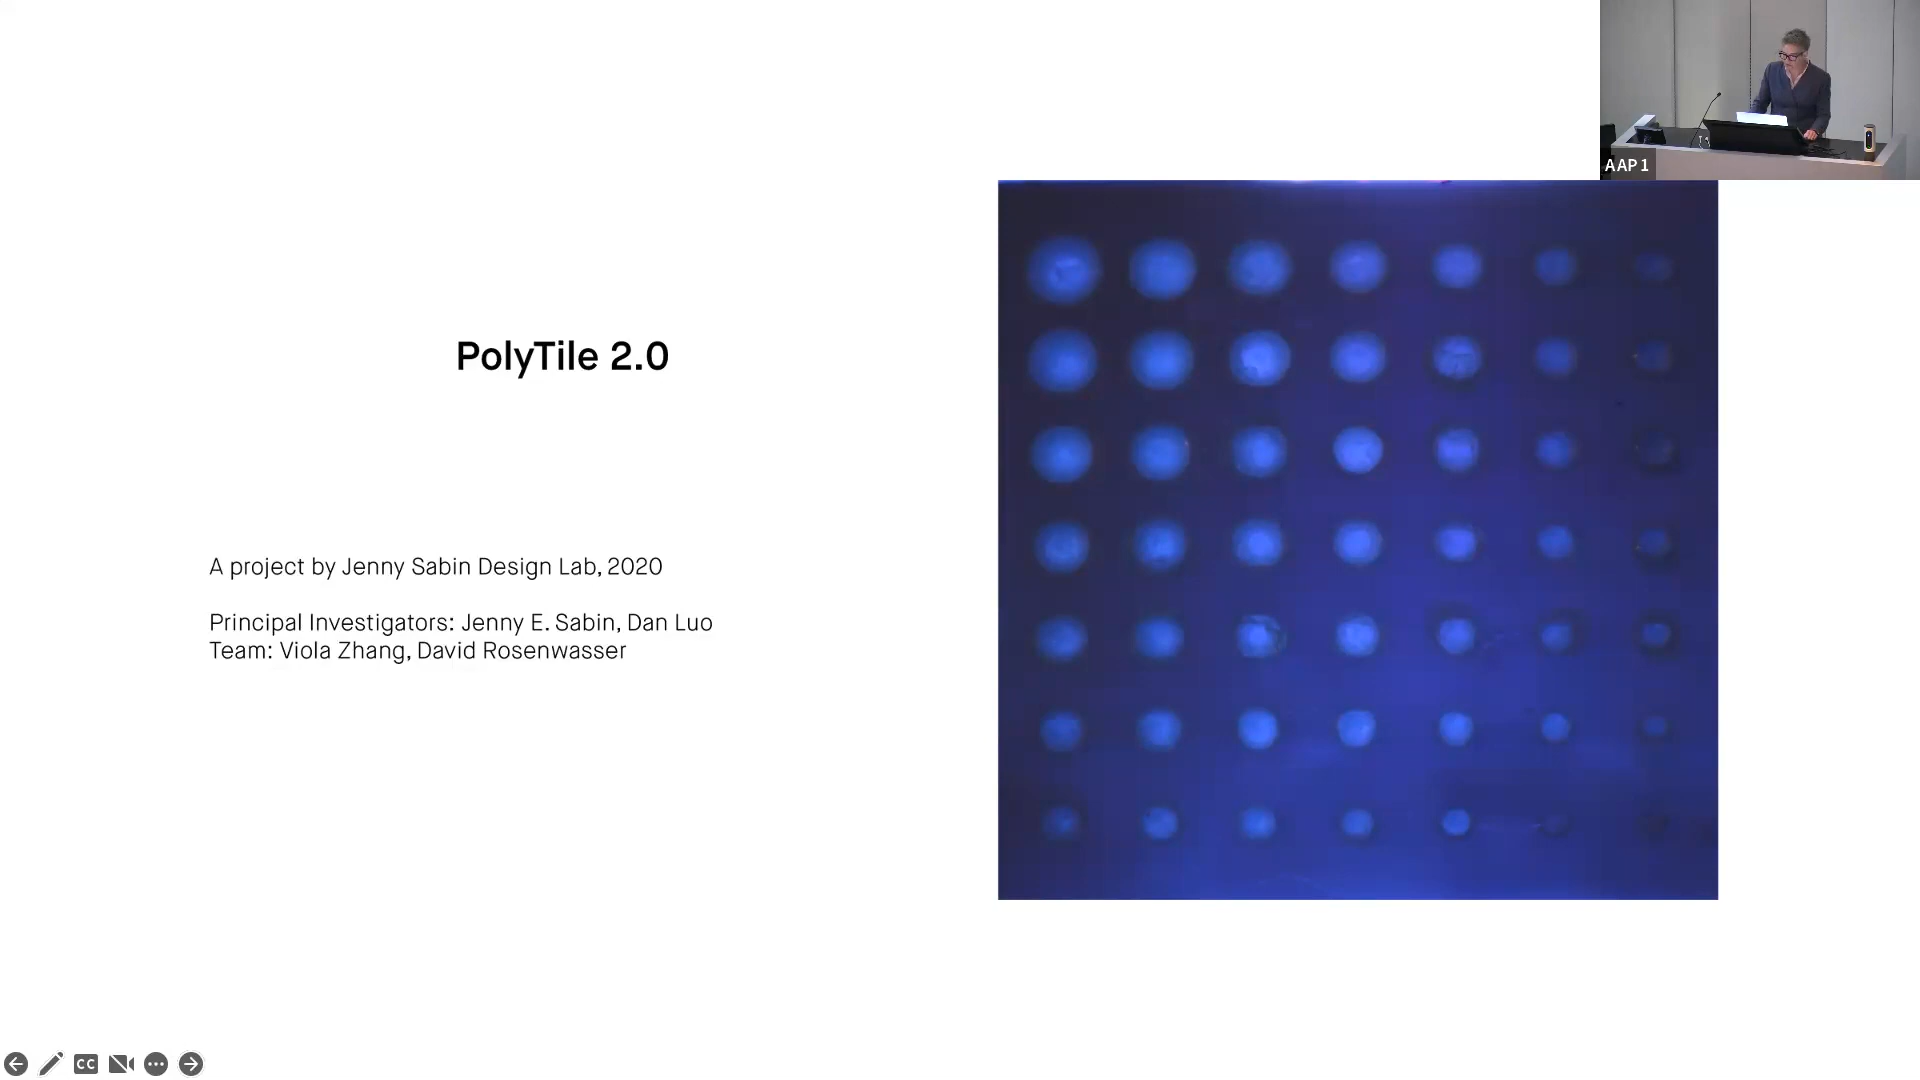 AAP 1
PolyTile 2.0
A project by Jenny Sabin Design Lab, 2020
Principal Investigators: Jenny E. Sabin, Dan Luo
Team: Viola Zhang, David Rosenwasser
CC